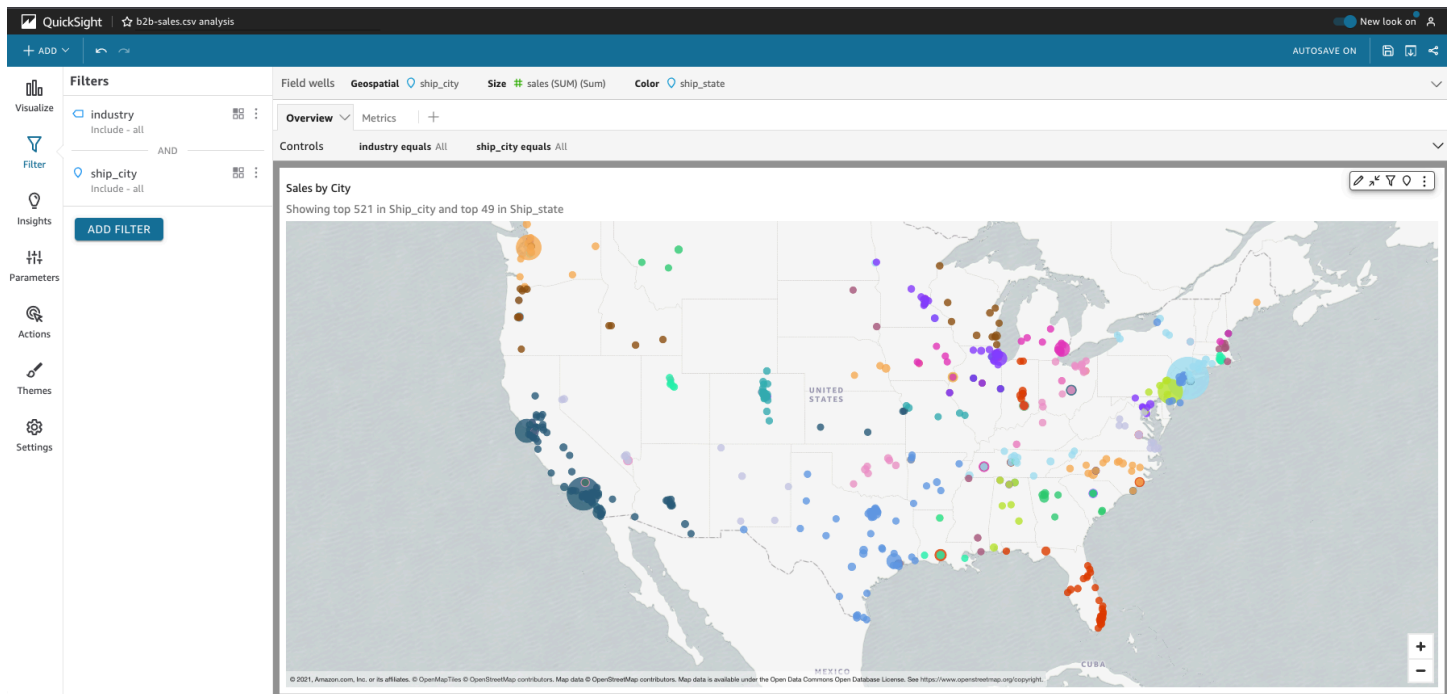 QuickSight b2b-sales.csv analysis New look on
+ ADD AUTOSAVE ON
Visualize
Filter
Insights
Parameters
Actions
Themes
Settings
Filters
industry
Include - all
AND
ship_city
Include - all
ADD FILTER
Field wells Geospatial ship_city Size # sales (SUM) (Sum) Color ship_state
Overview Metrics +
Controls industry equals All ship_city equals All
Sales by City
Showing top 521 in Ship_city and top 49 in Ship_state
UNITED
STATES
MEXICO
CUBA
+
−
© 2021, Amazon.com, Inc. or its affiliates. © OpenMapTiles © OpenStreetMap contributors. Map data © OpenStreetMap contributors. Map data is available under the Open Data Commons Open Database License. See https://www.openstreetmap.org/copyright.